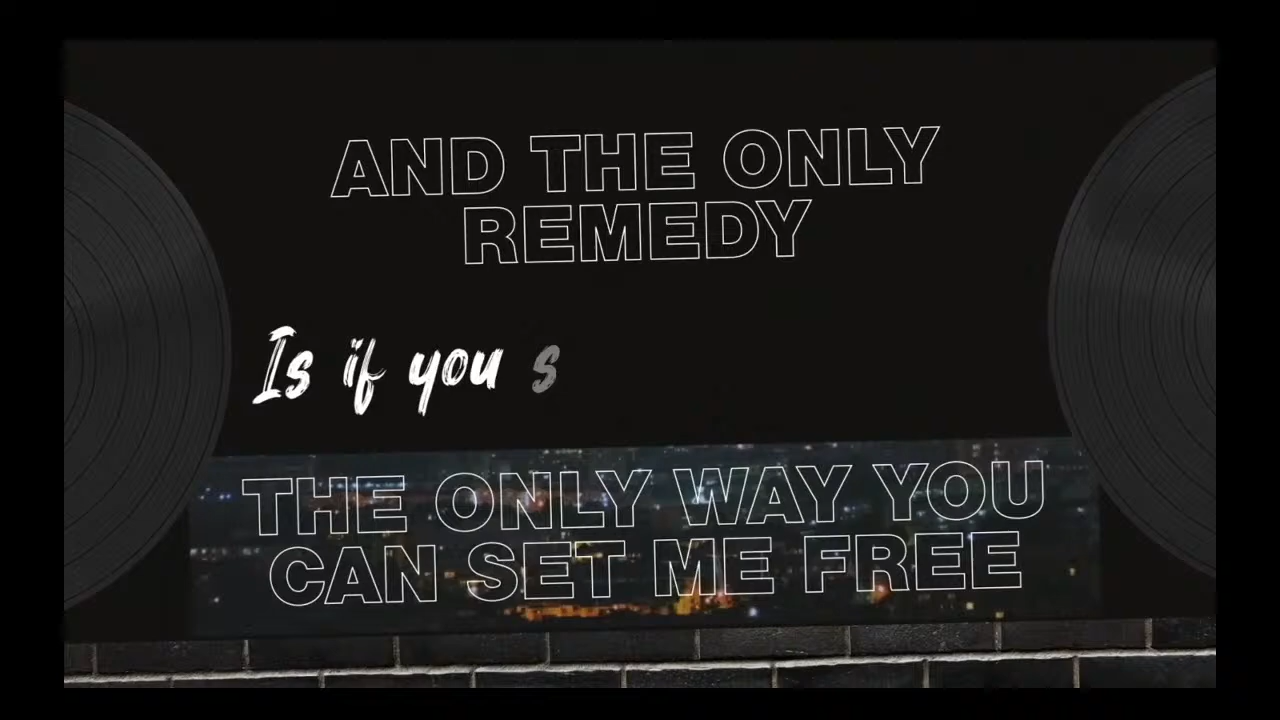 AND THE ONLY
REMEDY
Is if you s
THE ONLY WAY YOU
CAN SET ME FREE